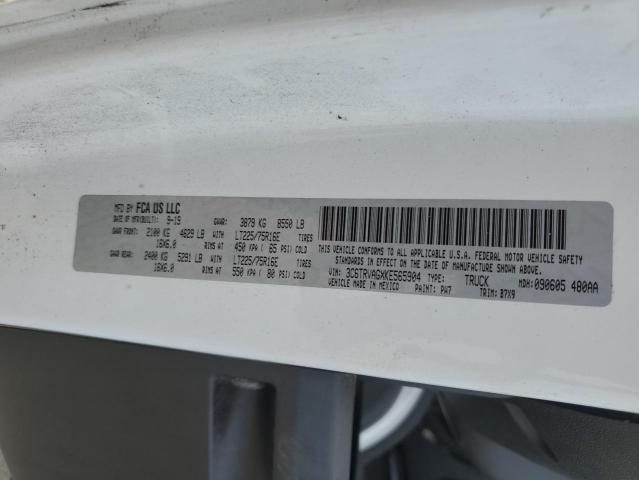 MFD BY FCA US LLC
DATE OF MFR(BUILT): 9-19 GVWR: 3879 KG 8550 LB
GAWR FRONT: 2100 KG 4629 LB WITH LT225/75R16E TIRES
16X6.0 RIMS AT 450 KPA ( 65 PSI) COLD
GAWR REAR: 2400 KG 5291 LB WITH LT225/75R16E TIRES
16X6.0 RIMS AT 550 KPA ( 80 PSI) COLD
THIS VEHICLE CONFORMS TO ALL APPLICABLE U.S.A. FEDERAL MOTOR VEHICLE SAFETY
STANDARDS IN EFFECT ON THE DATE OF MANUFACTURE SHOWN ABOVE.
VIN: 3C6TRVAGXKE565904 TYPE: TRUCK MDH: 090605 480AA
VEHICLE MADE IN MEXICO PAINT: PW7 TRIM: B7X9